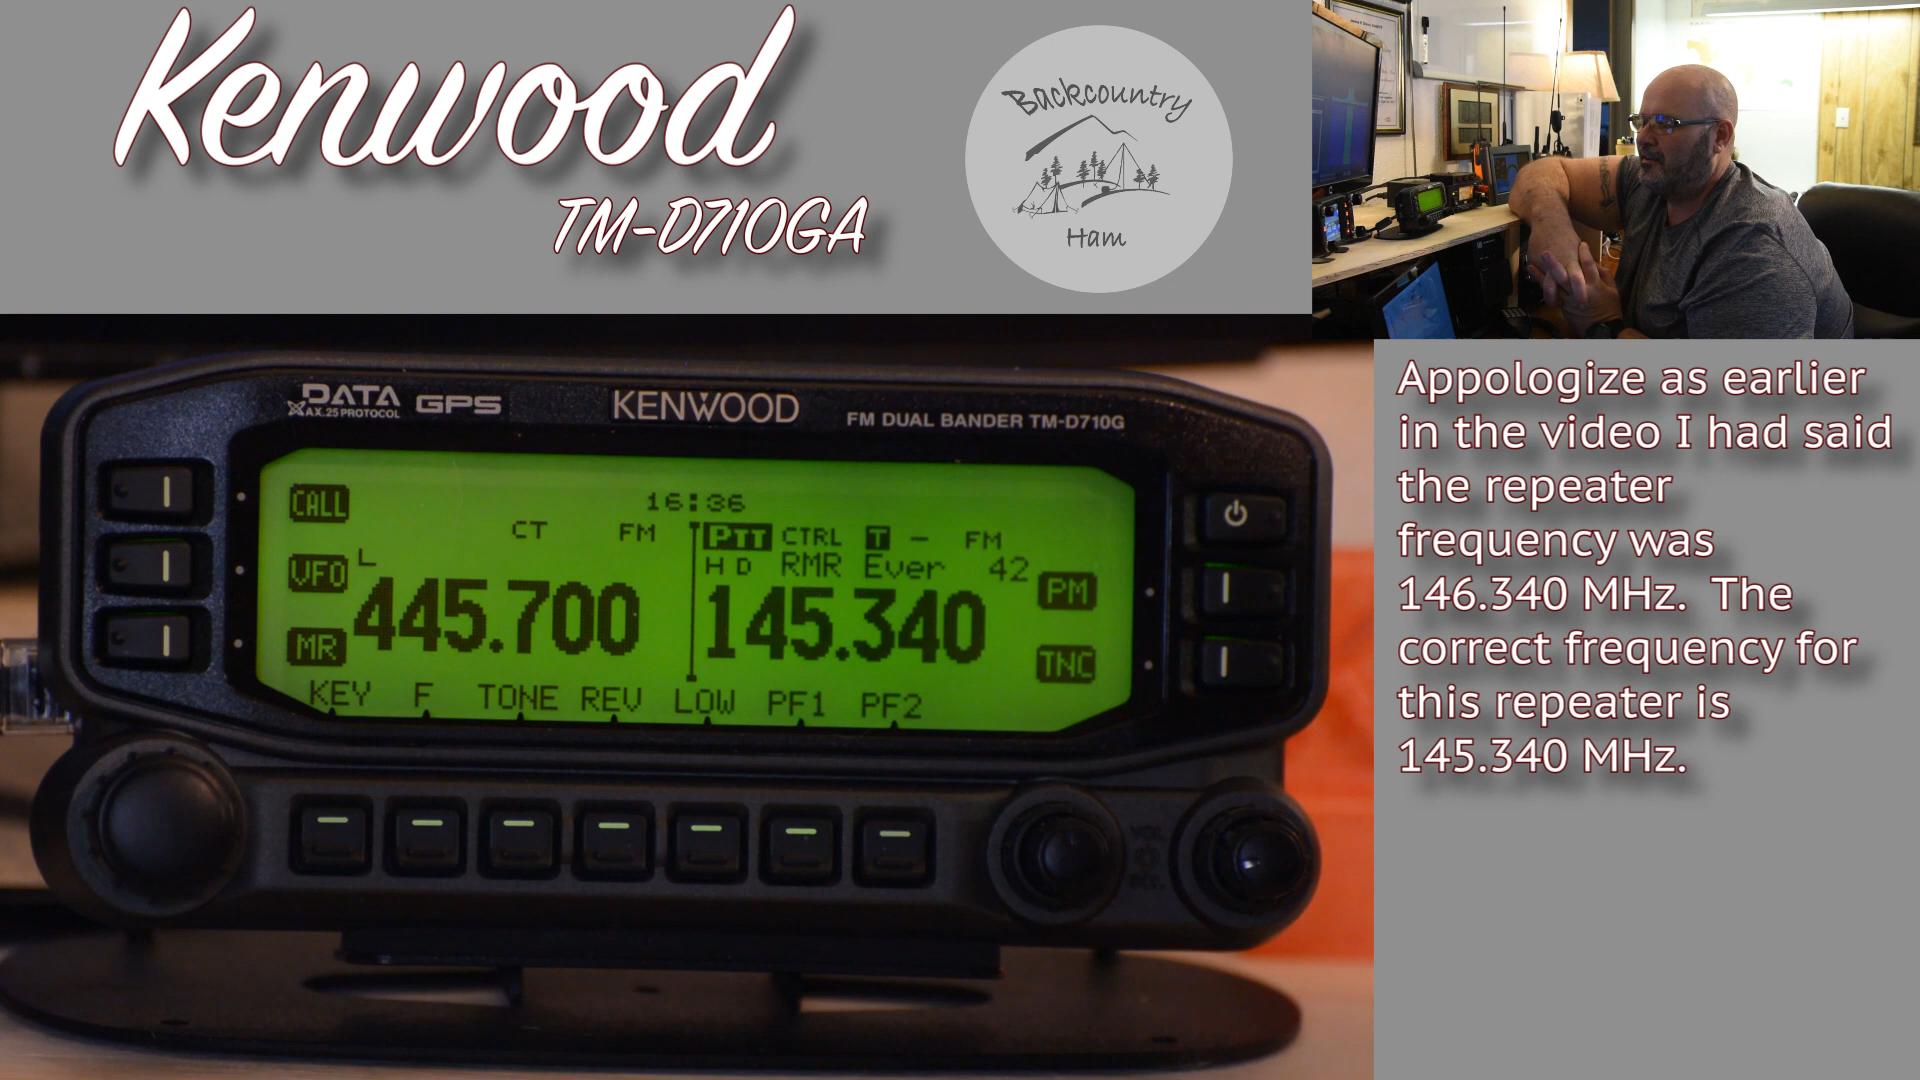 Kenwood
TM-D710GA
Backcountry
Ham
DATA
AX.25 PROTOCOL
GPS
KENWOOD
FM DUAL BANDER TM-D710G
CALL
16:36
CT FM
PTT CTRL T - FM
VFO
L
H D RMR Ever 42
445.700
145.340
PM
MR
TNC
KEY F TONE REV LOW PF1 PF2
Appologize as earlier
in the video I had said
the repeater
frequency was
146.340 MHz. The
correct frequency for
this repeater is
145.340 MHz.